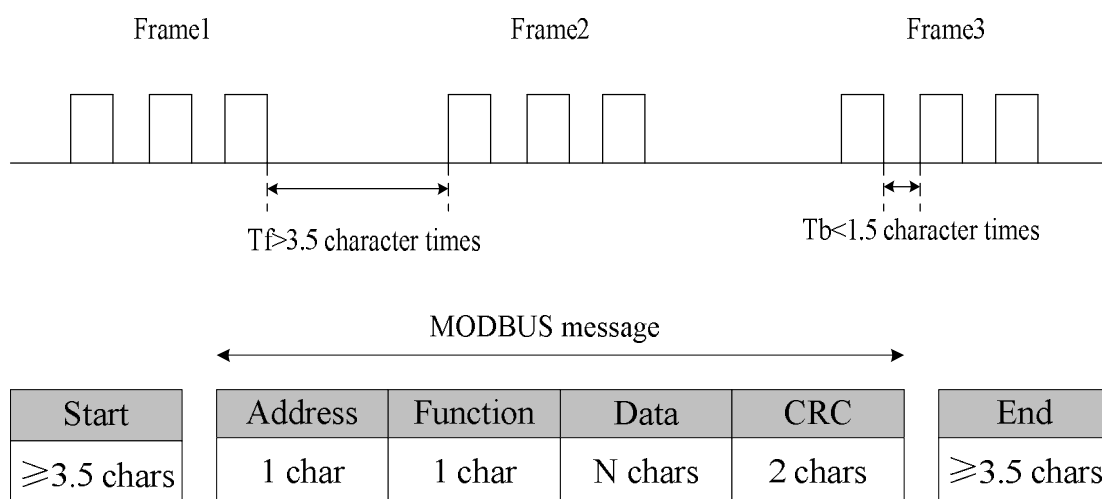 Frame1 Frame2 Frame3
Tf>3.5 character times
Tb<1.5 character times
MODBUS message
Start Address Function Data CRC End
≥3.5 chars 1 char 1 char N chars 2 chars ≥3.5 chars